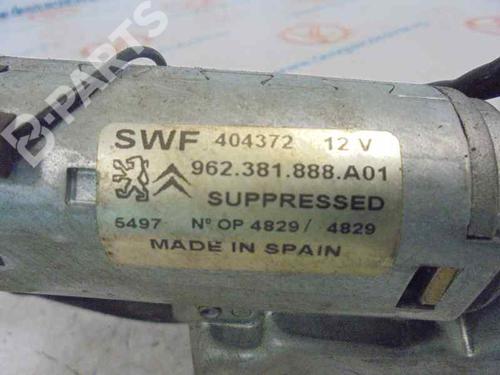 B-PARTS
SWF 404372 12 V
962.381.888.A01
SUPPRESSED
5497 Nº OP 4829/ 4829
MADE IN SPAIN